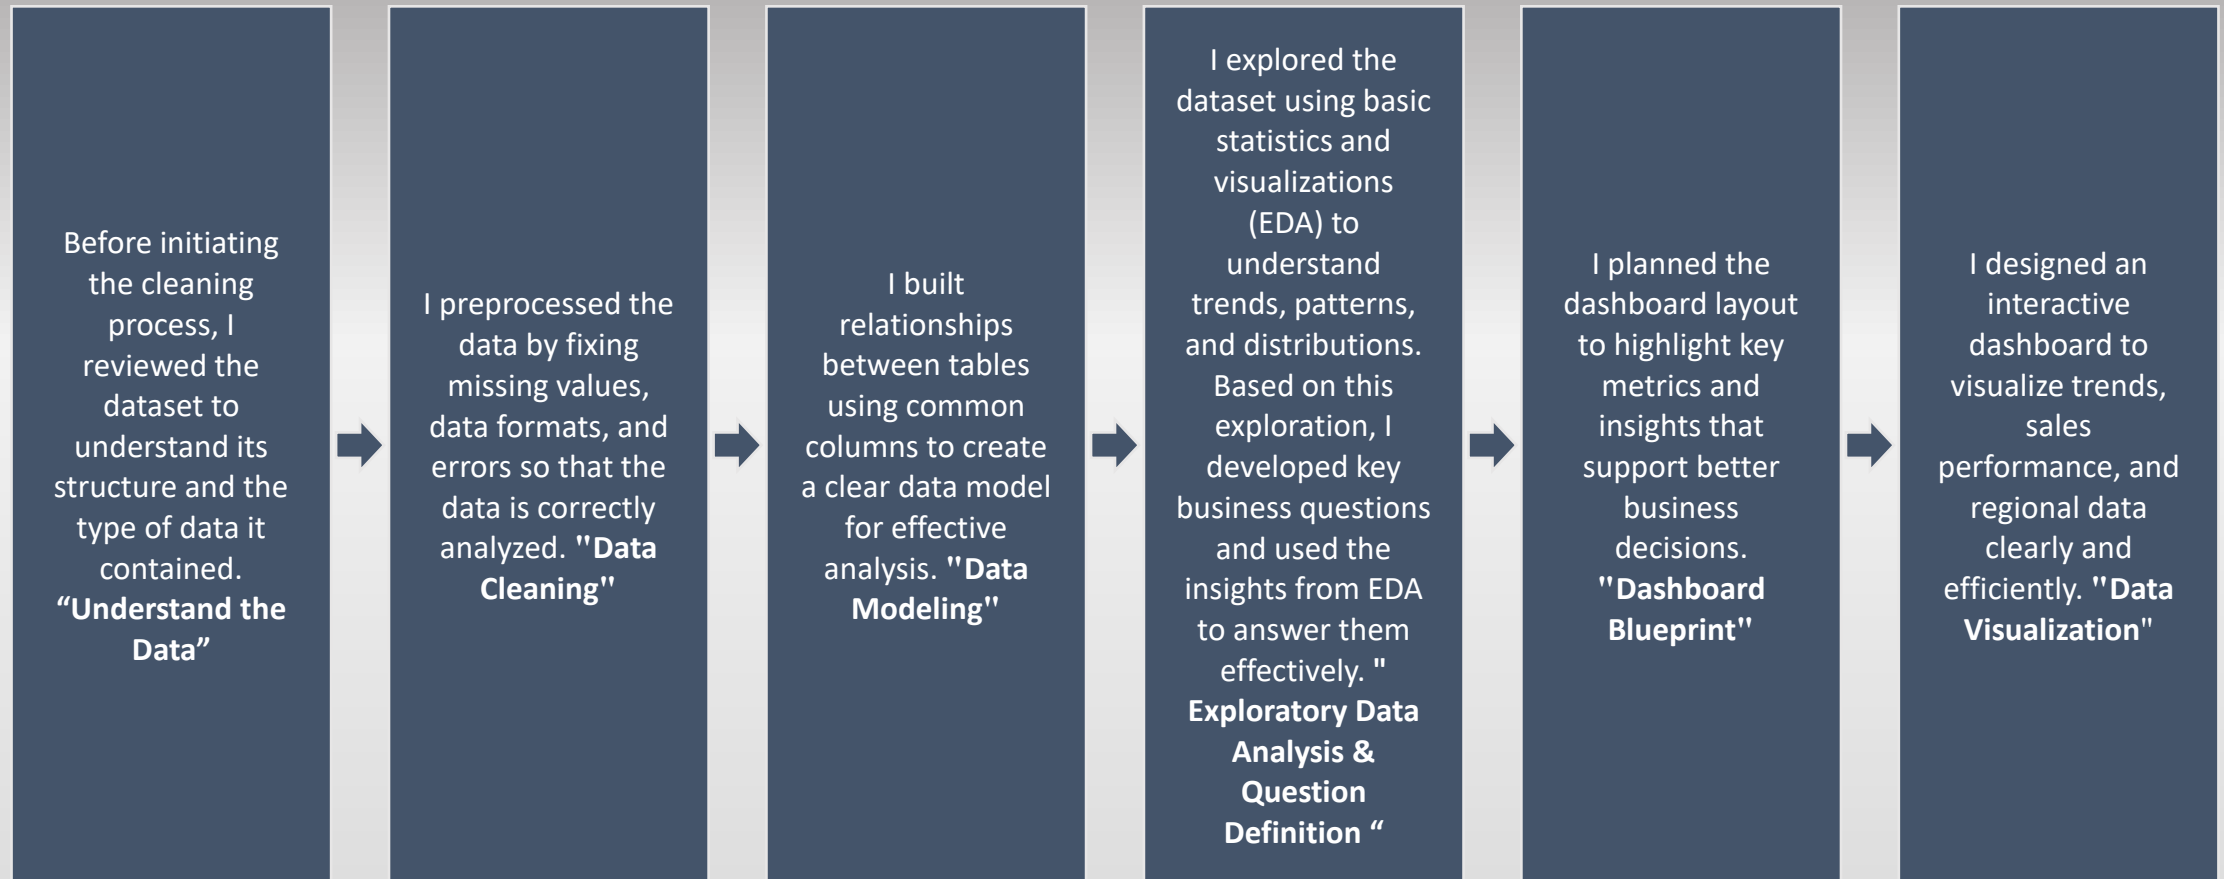 Before initiating
the cleaning
process, I
reviewed the
dataset to
understand its
structure and the
type of data it
contained.
“Understand the
Data”
I preprocessed the
data by fixing
missing values,
data formats, and
errors so that the
data is correctly
analyzed. "Data
Cleaning"
I built
relationships
between tables
using common
columns to create
a clear data model
for effective
analysis. "Data
Modeling"
I explored the
dataset using basic
statistics and
visualizations
(EDA) to
understand
trends, patterns,
and distributions.
Based on this
exploration, I
developed key
business questions
and used the
insights from EDA
to answer them
effectively. "
Exploratory Data
Analysis &
Question
Definition “
I planned the
dashboard layout
to highlight key
metrics and
insights that
support better
business
decisions.
"Dashboard
Blueprint"
I designed an
interactive
dashboard to
visualize trends,
sales
performance, and
regional data
clearly and
efficiently. "Data
Visualization"